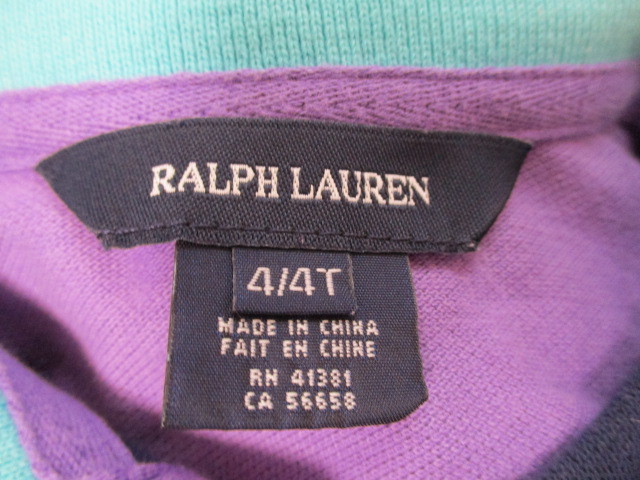 RALPH LAUREN
4/4T
MADE IN CHINA
FAIT EN CHINE
RN 41381
CA 56658